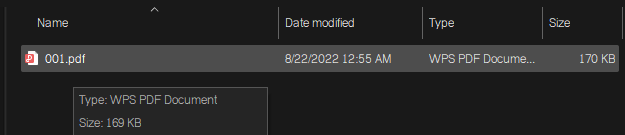 Name Date modified Type Size
001.pdf 8/22/2022 12:55 AM WPS PDF Docume... 170 KB
Type: WPS PDF Document
Size: 169 KB